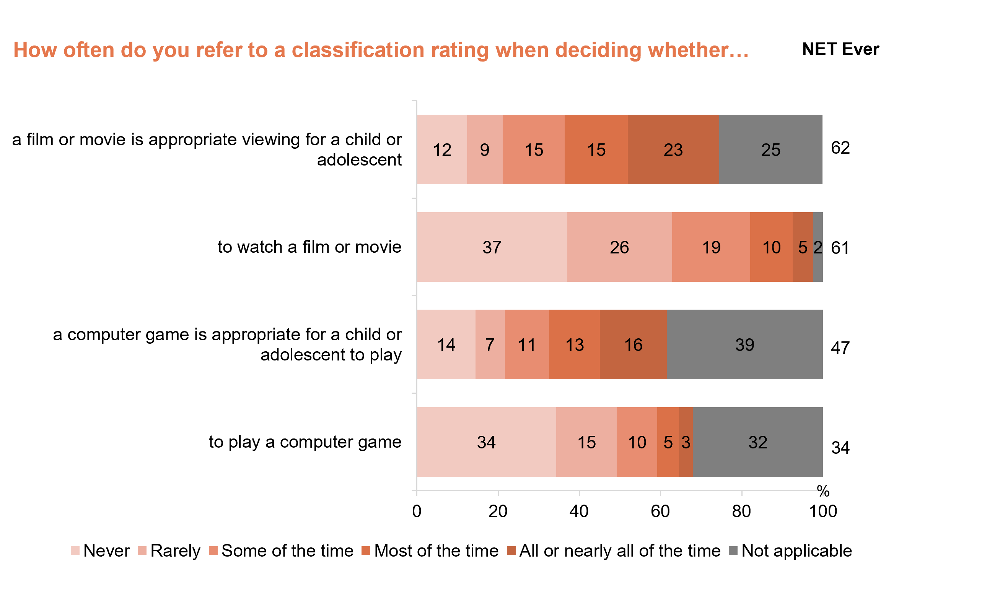 How often do you refer to a classification rating when deciding whether… NET Ever
a film or movie is appropriate viewing for a child or
adolescent
12 9 15 15 23 25 62
to watch a film or movie 37 26 19 10 5 2 61
a computer game is appropriate for a child or
adolescent to play
14 7 11 13 16 39 47
to play a computer game 34 15 10 5 3 32 34
%
0 20 40 60 80 100
Never Rarely Some of the time Most of the time All or nearly all of the time Not applicable